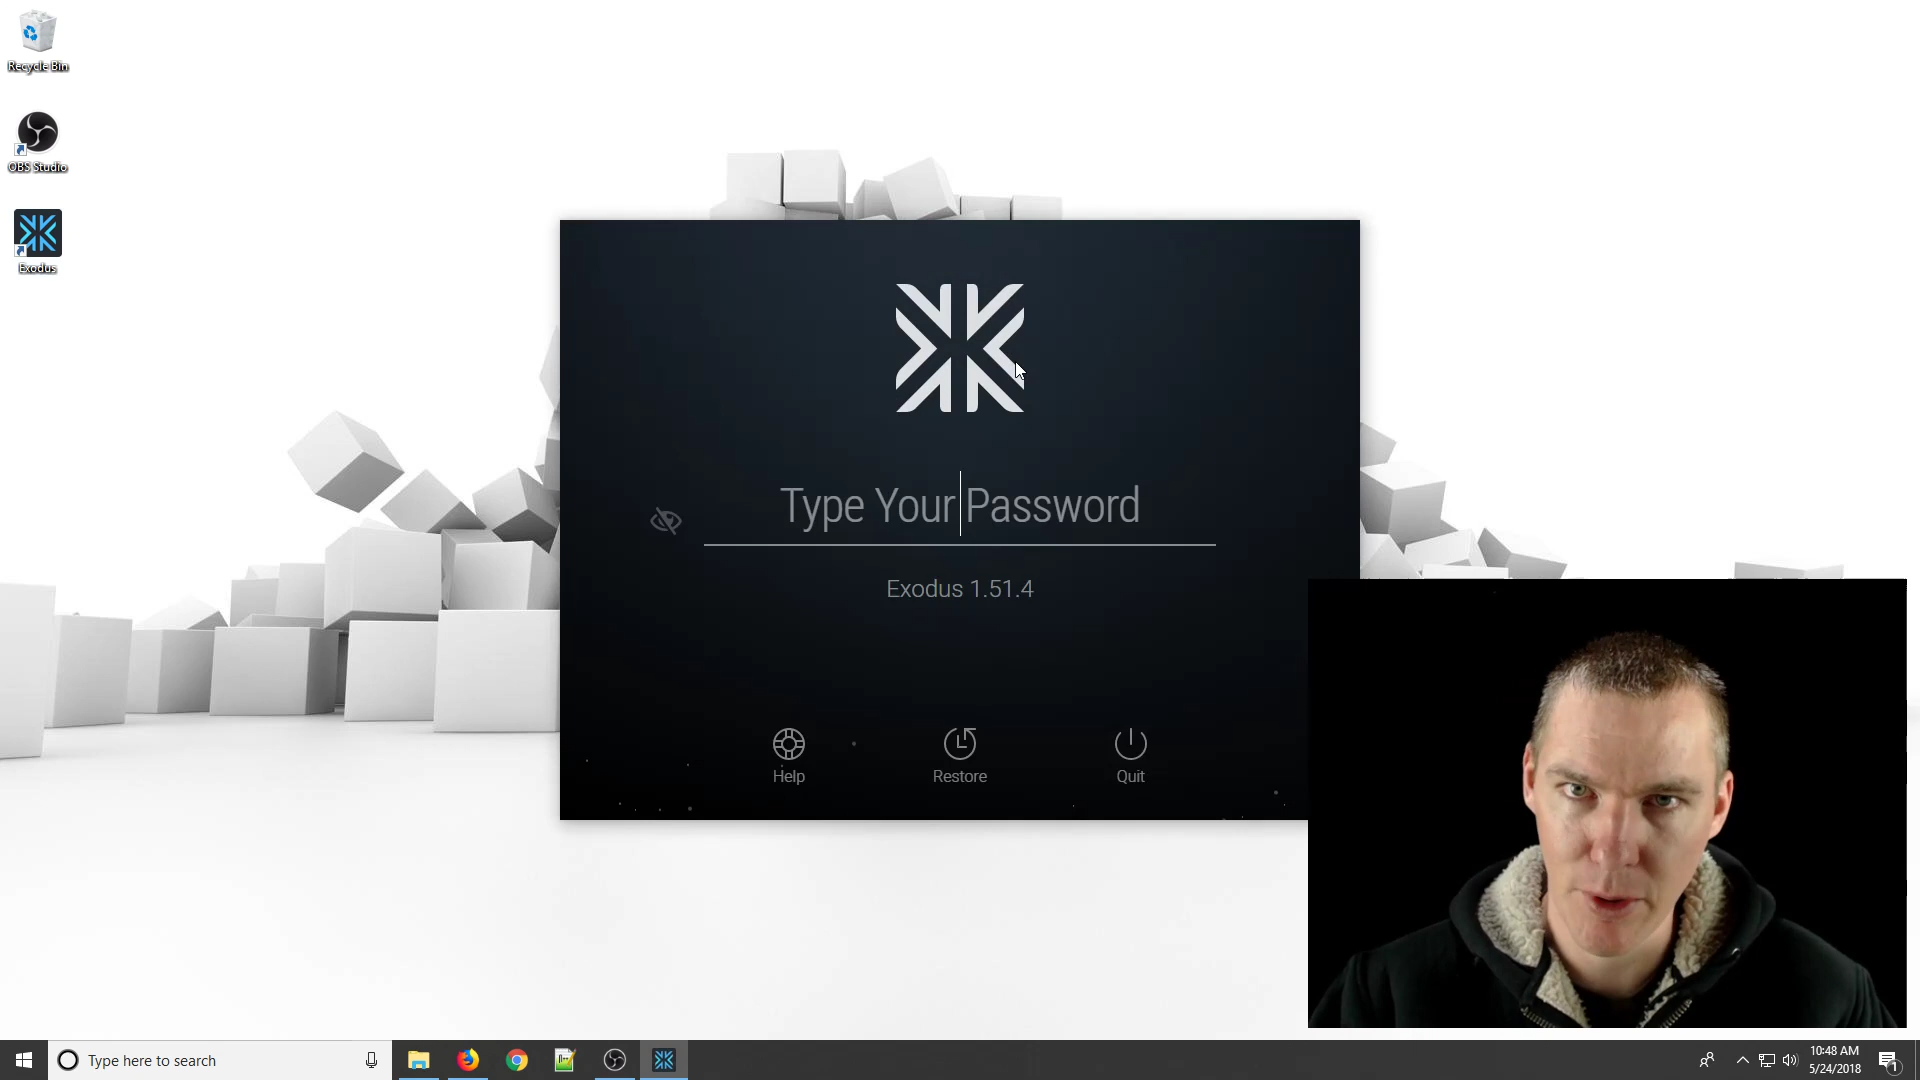 Recycle Bin
OBS Studio
Exodus
Type Your Password
Exodus 1.51.4
Help
Restore
Quit
Type here to search
10:48 AM
5/24/2018
1